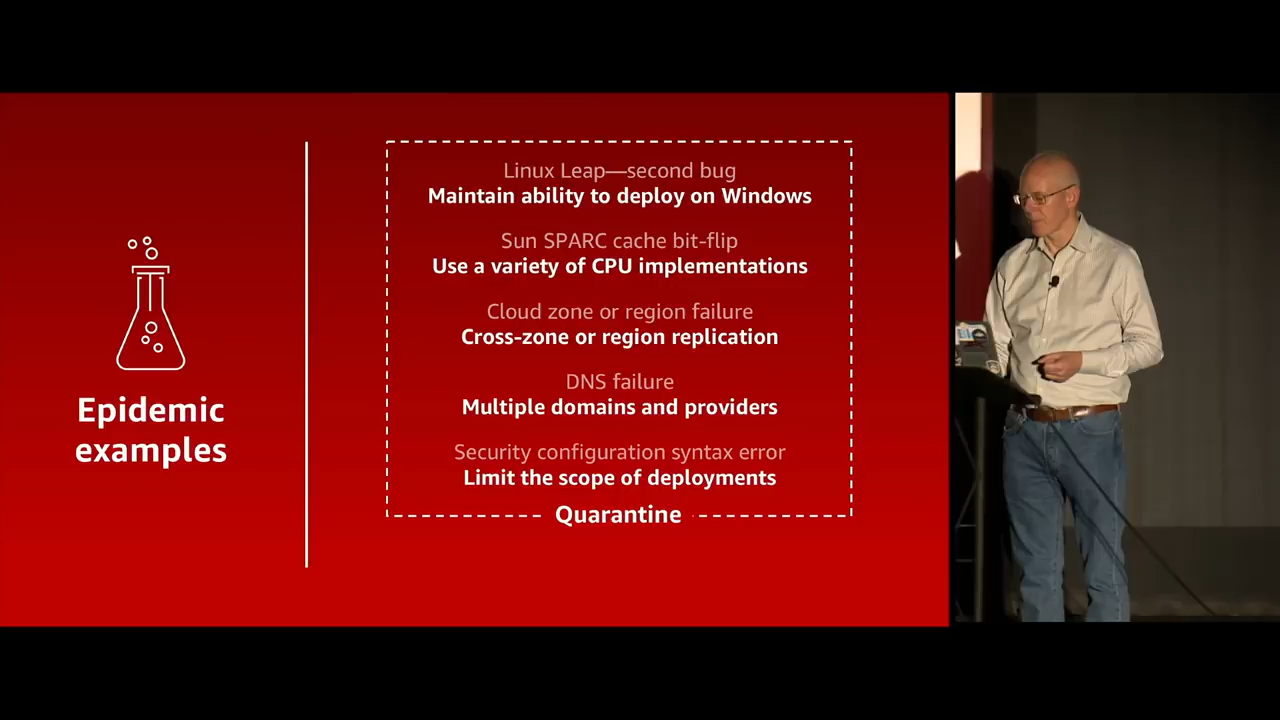 Epidemic
examples
Linux Leap—second bug
Maintain ability to deploy on Windows
Sun SPARC cache bit-flip
Use a variety of CPU implementations
Cloud zone or region failure
Cross-zone or region replication
DNS failure
Multiple domains and providers
Security configuration syntax error
Limit the scope of deployments
Quarantine